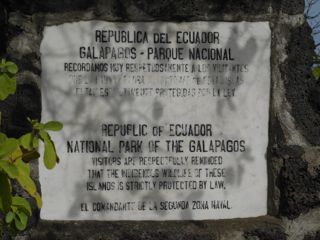 REPUBLICA DEL ECUADOR
GALAPAGOS - PARQUE NACIONAL
RECORDAMOS MUY RESPETUOSAMENTE A LOS VISITANTES
PROTEGIDAS POR LA LEY.
REPUBLIC OF ECUADOR
NATIONAL PARK OF THE GALAPAGOS
VISITORS ARE RESPECTFULLY REMINDED
THAT THE INDIGENOUS WILDLIFE OF THESE
ISLANDS IS STRICTLY PROTECTED BY LAW.
EL COMANDANTE DE LA SEGUNDA ZONA NAVAL